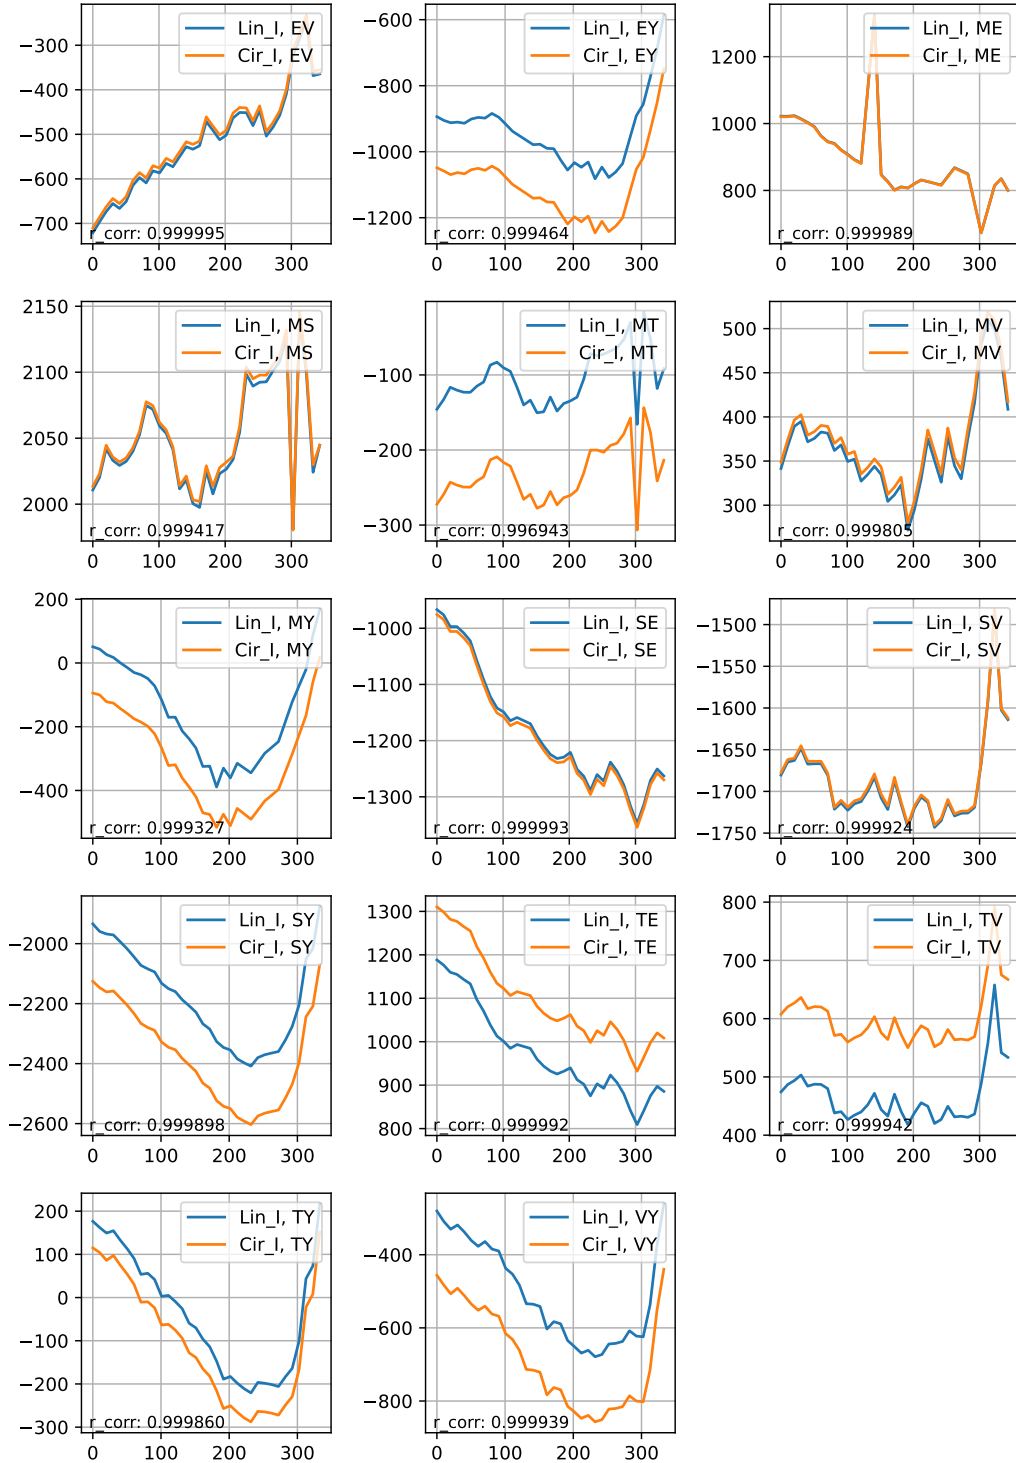 −300
−400
−500
−600
−700
0 100 200 300
Lin_I, EV
Cir_I, EV
r_corr: 0.999995
−600
−800
−1000
−1200
0 100 200 300
Lin_I, EY
Cir_I, EY
r_corr: 0.999464
1200
1000
800
0 100 200 300
Lin_I, ME
Cir_I, ME
r_corr: 0.999989
2150
2100
2050
2000
0 100 200 300
Lin_I, MS
Cir_I, MS
r_corr: 0.999417
−100
−200
−300
0 100 200 300
Lin_I, MT
Cir_I, MT
r_corr: 0.996943
500
450
400
350
300
0 100 200 300
Lin_I, MV
Cir_I, MV
r_corr: 0.999805
200
0
−200
−400
0 100 200 300
Lin_I, MY
Cir_I, MY
r_corr: 0.999327
−1000
−1100
−1200
−1300
0 100 200 300
Lin_I, SE
Cir_I, SE
r_corr: 0.999993
−1500
−1550
−1600
−1650
−1700
−1750
0 100 200 300
Lin_I, SV
Cir_I, SV
r_corr: 0.999924
−2000
−2200
−2400
−2600
0 100 200 300
Lin_I, SY
Cir_I, SY
r_corr: 0.999898
1300
1200
1100
1000
900
800
0 100 200 300
Lin_I, TE
Cir_I, TE
r_corr: 0.999992
800
700
600
500
400
0 100 200 300
Lin_I, TV
Cir_I, TV
r_corr: 0.999942
200
100
0
−100
−200
−300
0 100 200 300
Lin_I, TY
Cir_I, TY
r_corr: 0.999860
−400
−600
−800
0 100 200 300
Lin_I, VY
Cir_I, VY
r_corr: 0.999939